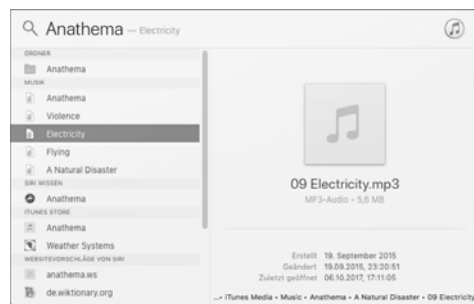 Anathema — Electricity
ORDNER
Anathema
MUSIK
Anathema
Violence
Electricity
Flying
A Natural Disaster
SIRI WISSEN
Anathema
ITUNES STORE
Anathema
Weather Systems
WEBSITEVORSCHLÄGE VON SIRI
anathema.ws
de.wiktionary.org
09 Electricity.mp3
MP3-Audio • 5,6 MB
Erstellt 19. September 2015
Geändert 19.09.2015, 23:20:51
Zuletzt geöffnet 06.10.2017, 17:11:05
...▸ iTunes Media ▸ Music ▸ Anathema ▸ A Natural Disaster ▸ 09 Electricity